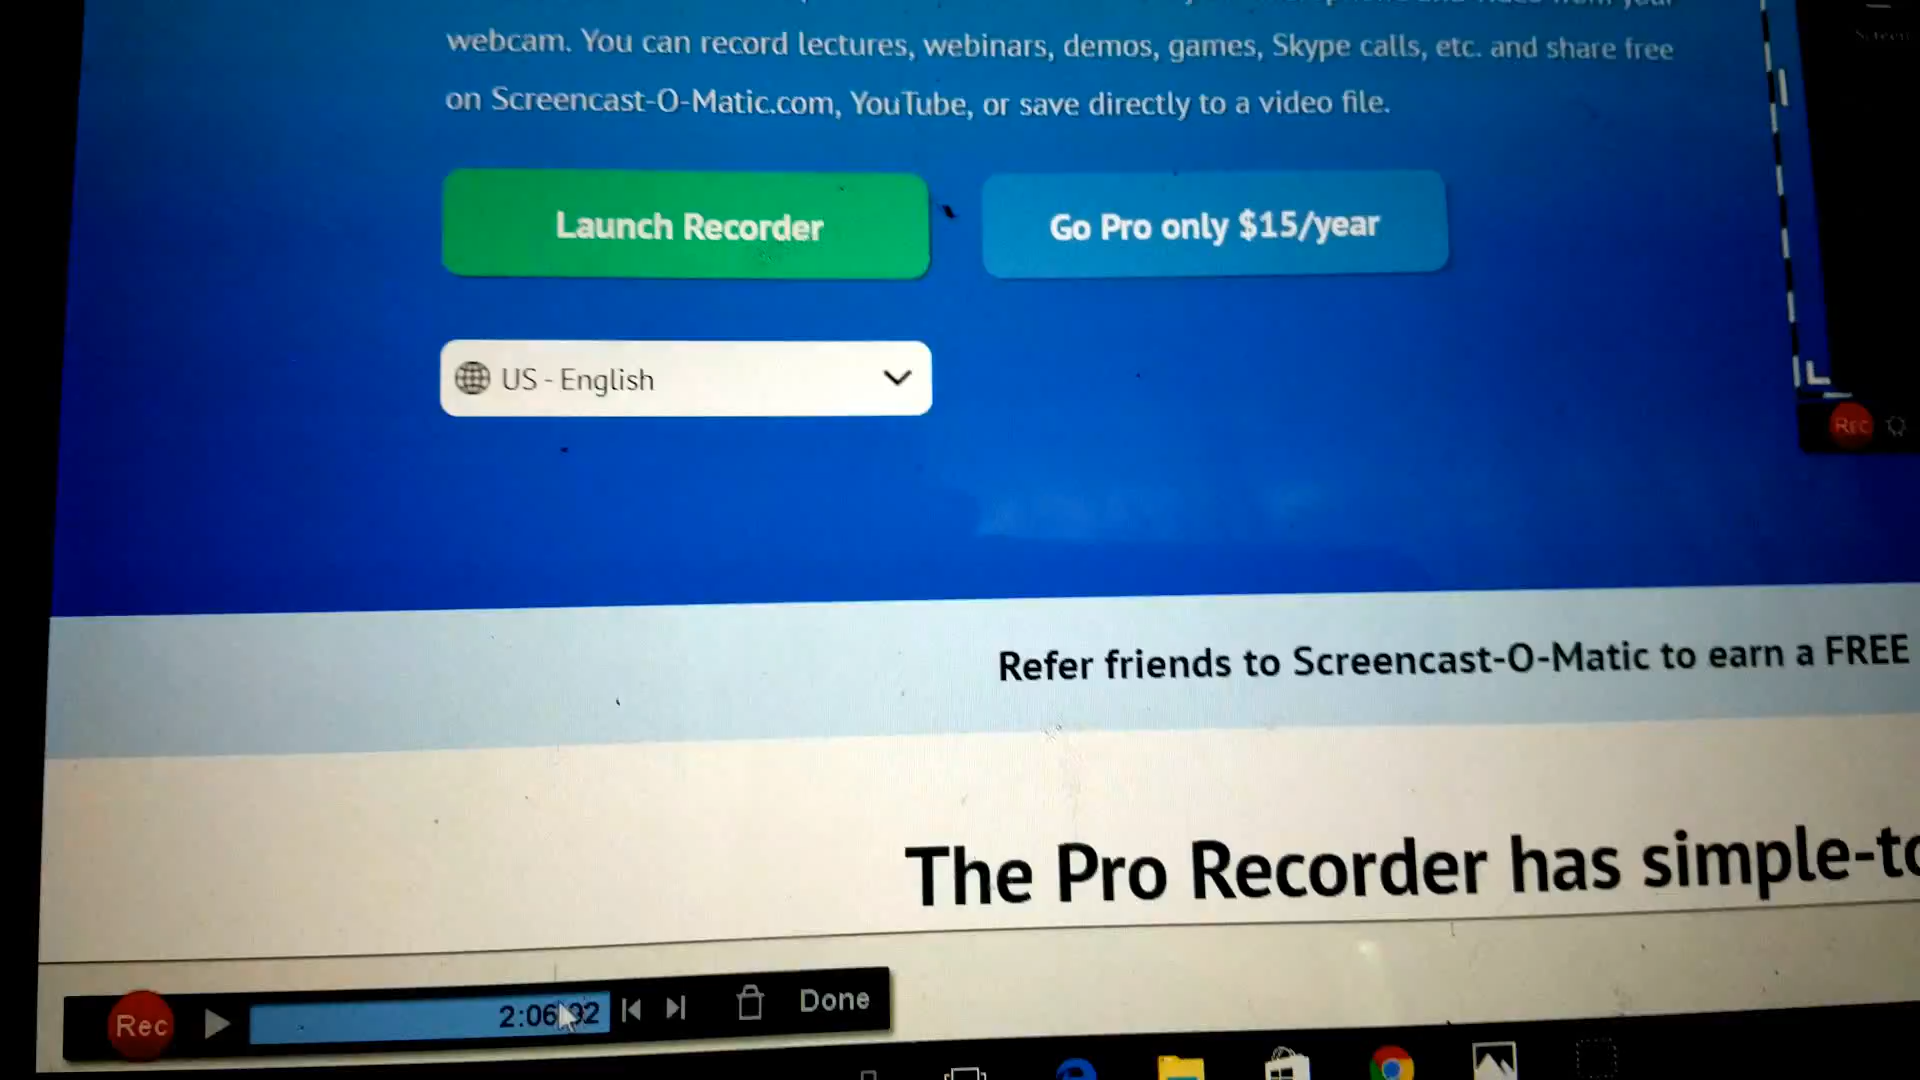 webcam. You can record lectures, webinars, demos, games, Skype calls, etc. and share free
on Screencast-O-Matic.com, YouTube, or save directly to a video file.
Launch Recorder
Go Pro only $15/year
US - English
Rec
Refer friends to Screencast-O-Matic to earn a FREE
The Pro Recorder has simple-to
Rec
Done